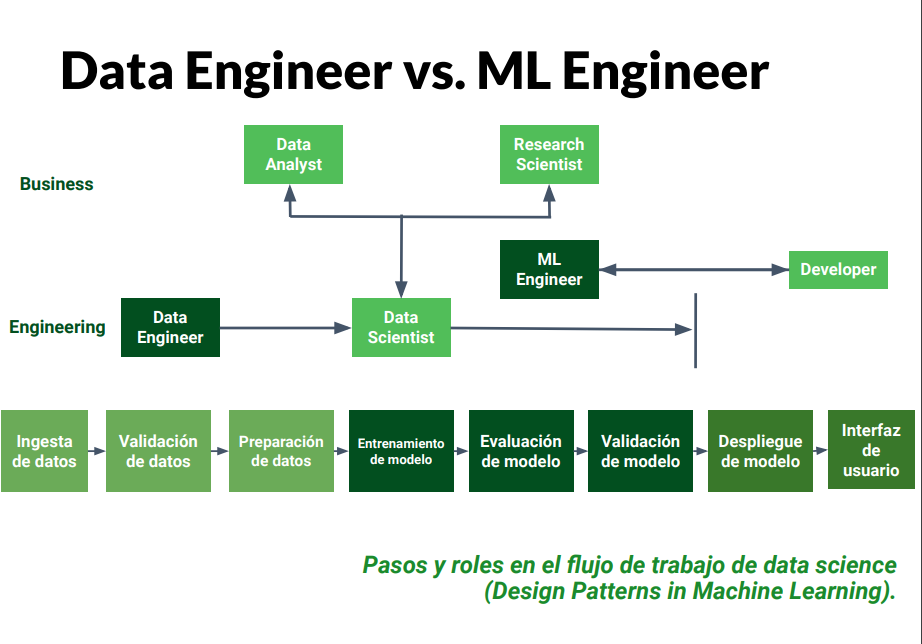 Data Engineer vs. ML Engineer
Data
Analyst
Research
Scientist
Business
ML
Engineer
Developer
Engineering
Data
Engineer
Data
Scientist
Ingesta
de datos
Validación
de datos
Preparación
de datos
Entrenamiento
de modelo
Evaluación
de modelo
Validación
de modelo
Despliegue
de modelo
Interfaz
de
usuario
Pasos y roles en el flujo de trabajo de data science
(Design Patterns in Machine Learning).